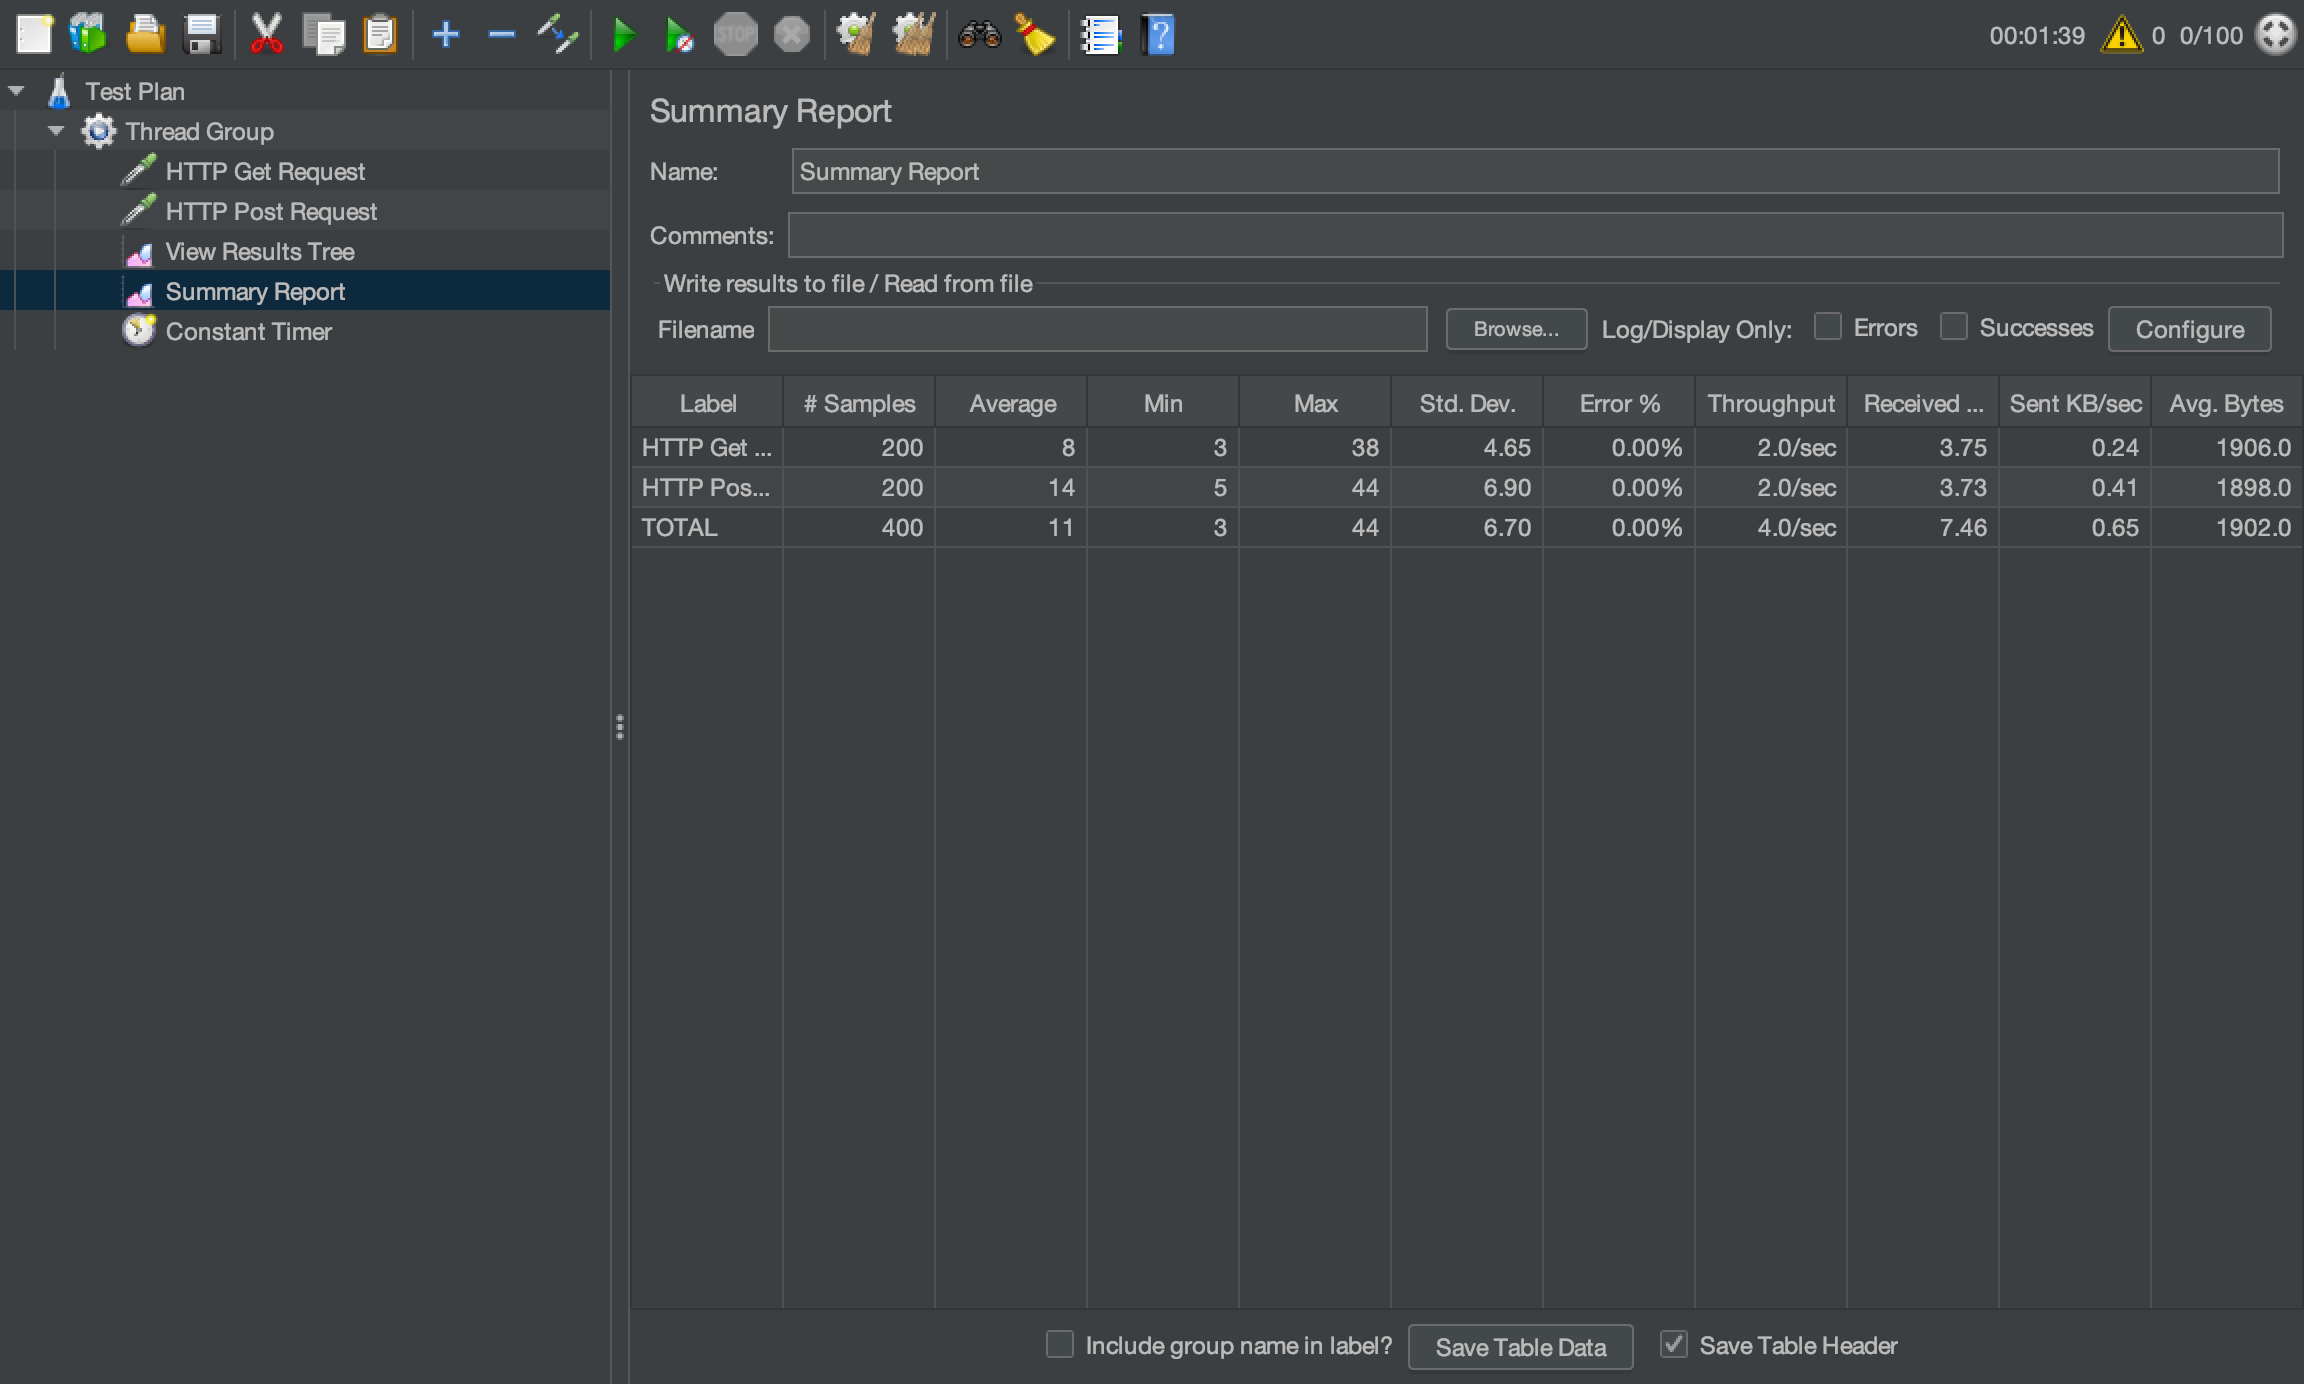 STOP
00:01:39 0 0/100
Test Plan
Thread Group
HTTP Get Request
HTTP Post Request
View Results Tree
Summary Report
Constant Timer
Summary Report
Name: Summary Report
Comments:
Write results to file / Read from file
Filename Browse... Log/Display Only: Errors Successes Configure
Label # Samples Average Min Max Std. Dev. Error % Throughput Received ... Sent KB/sec Avg. Bytes
HTTP Get ... 200 8 3 38 4.65 0.00% 2.0/sec 3.75 0.24 1906.0
HTTP Pos... 200 14 5 44 6.90 0.00% 2.0/sec 3.73 0.41 1898.0
TOTAL 400 11 3 44 6.70 0.00% 4.0/sec 7.46 0.65 1902.0
Include group name in label? Save Table Data Save Table Header